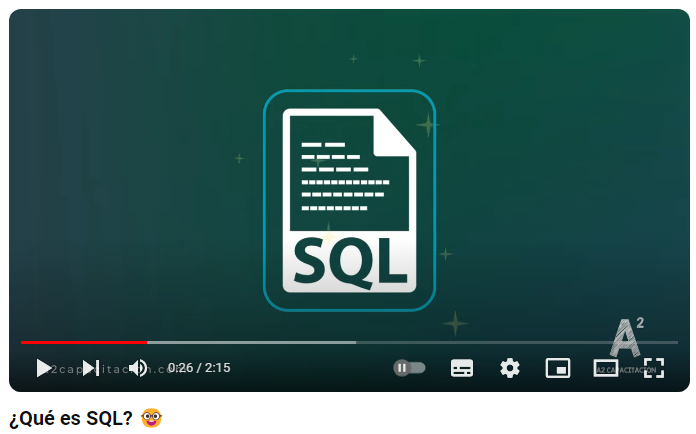 SQL
A²
A2 CAPACITACIÓN
0:26 / 2:15
¿Qué es SQL? 🤓